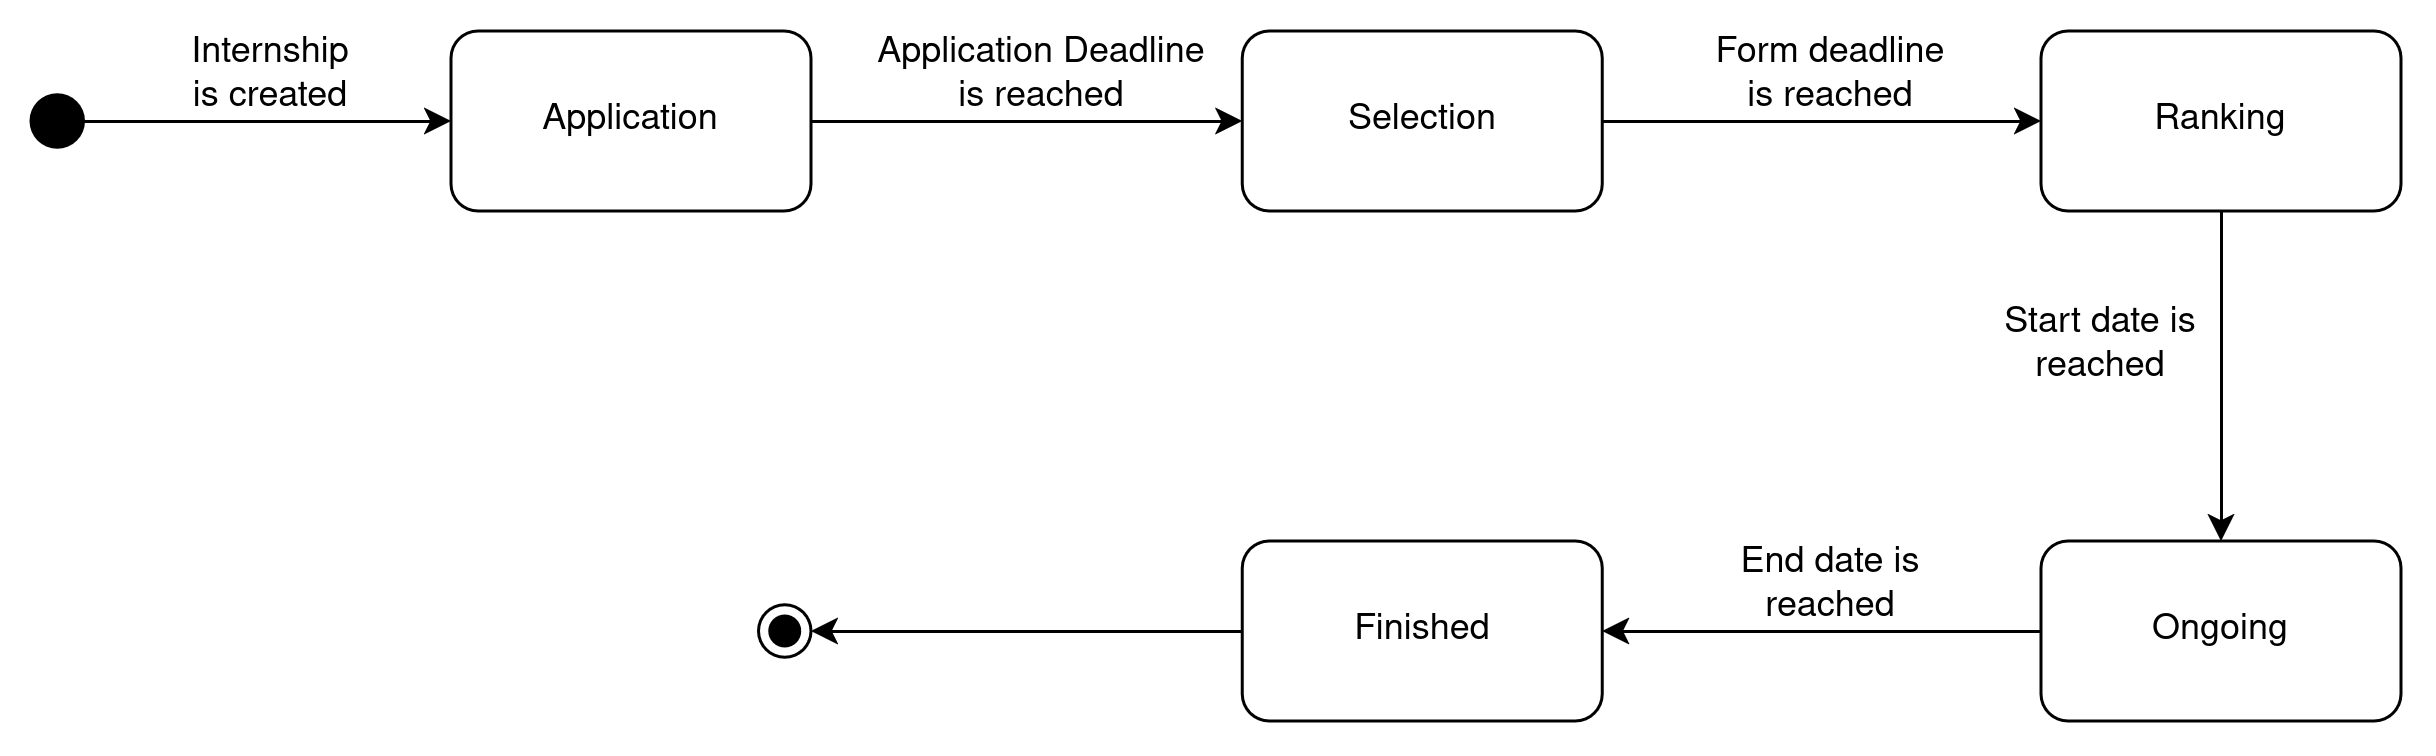 Internship
is created
Application
Application Deadline
is reached
Selection
Form deadline
is reached
Ranking
Start date is
reached
Ongoing
End date is
reached
Finished